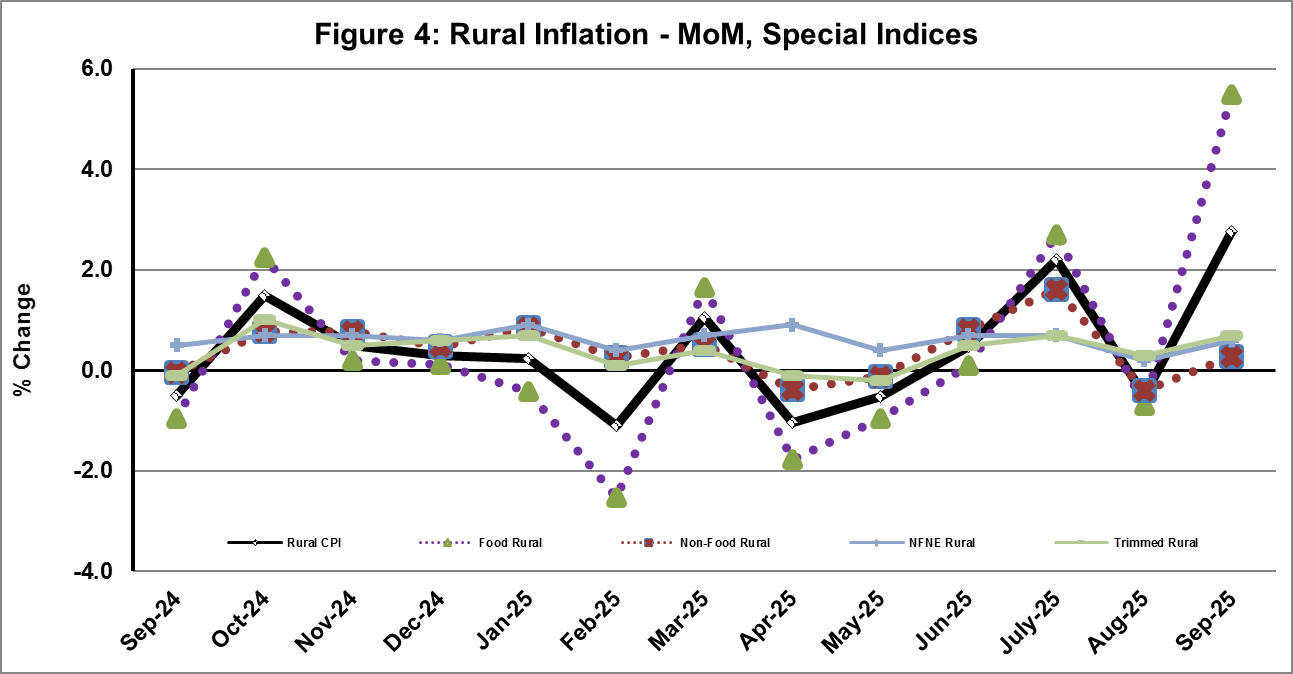 Figure 4: Rural Inflation - MoM, Special Indices
6.0
4.0
2.0
0.0
-2.0
-4.0
% Change
Rural CPI
Food Rural
Non-Food Rural
NFNE Rural
Trimmed Rural
Sep-24
Oct-24
Nov-24
Dec-24
Jan-25
Feb-25
Mar-25
Apr-25
May-25
Jun-25
July-25
Aug-25
Sep-25